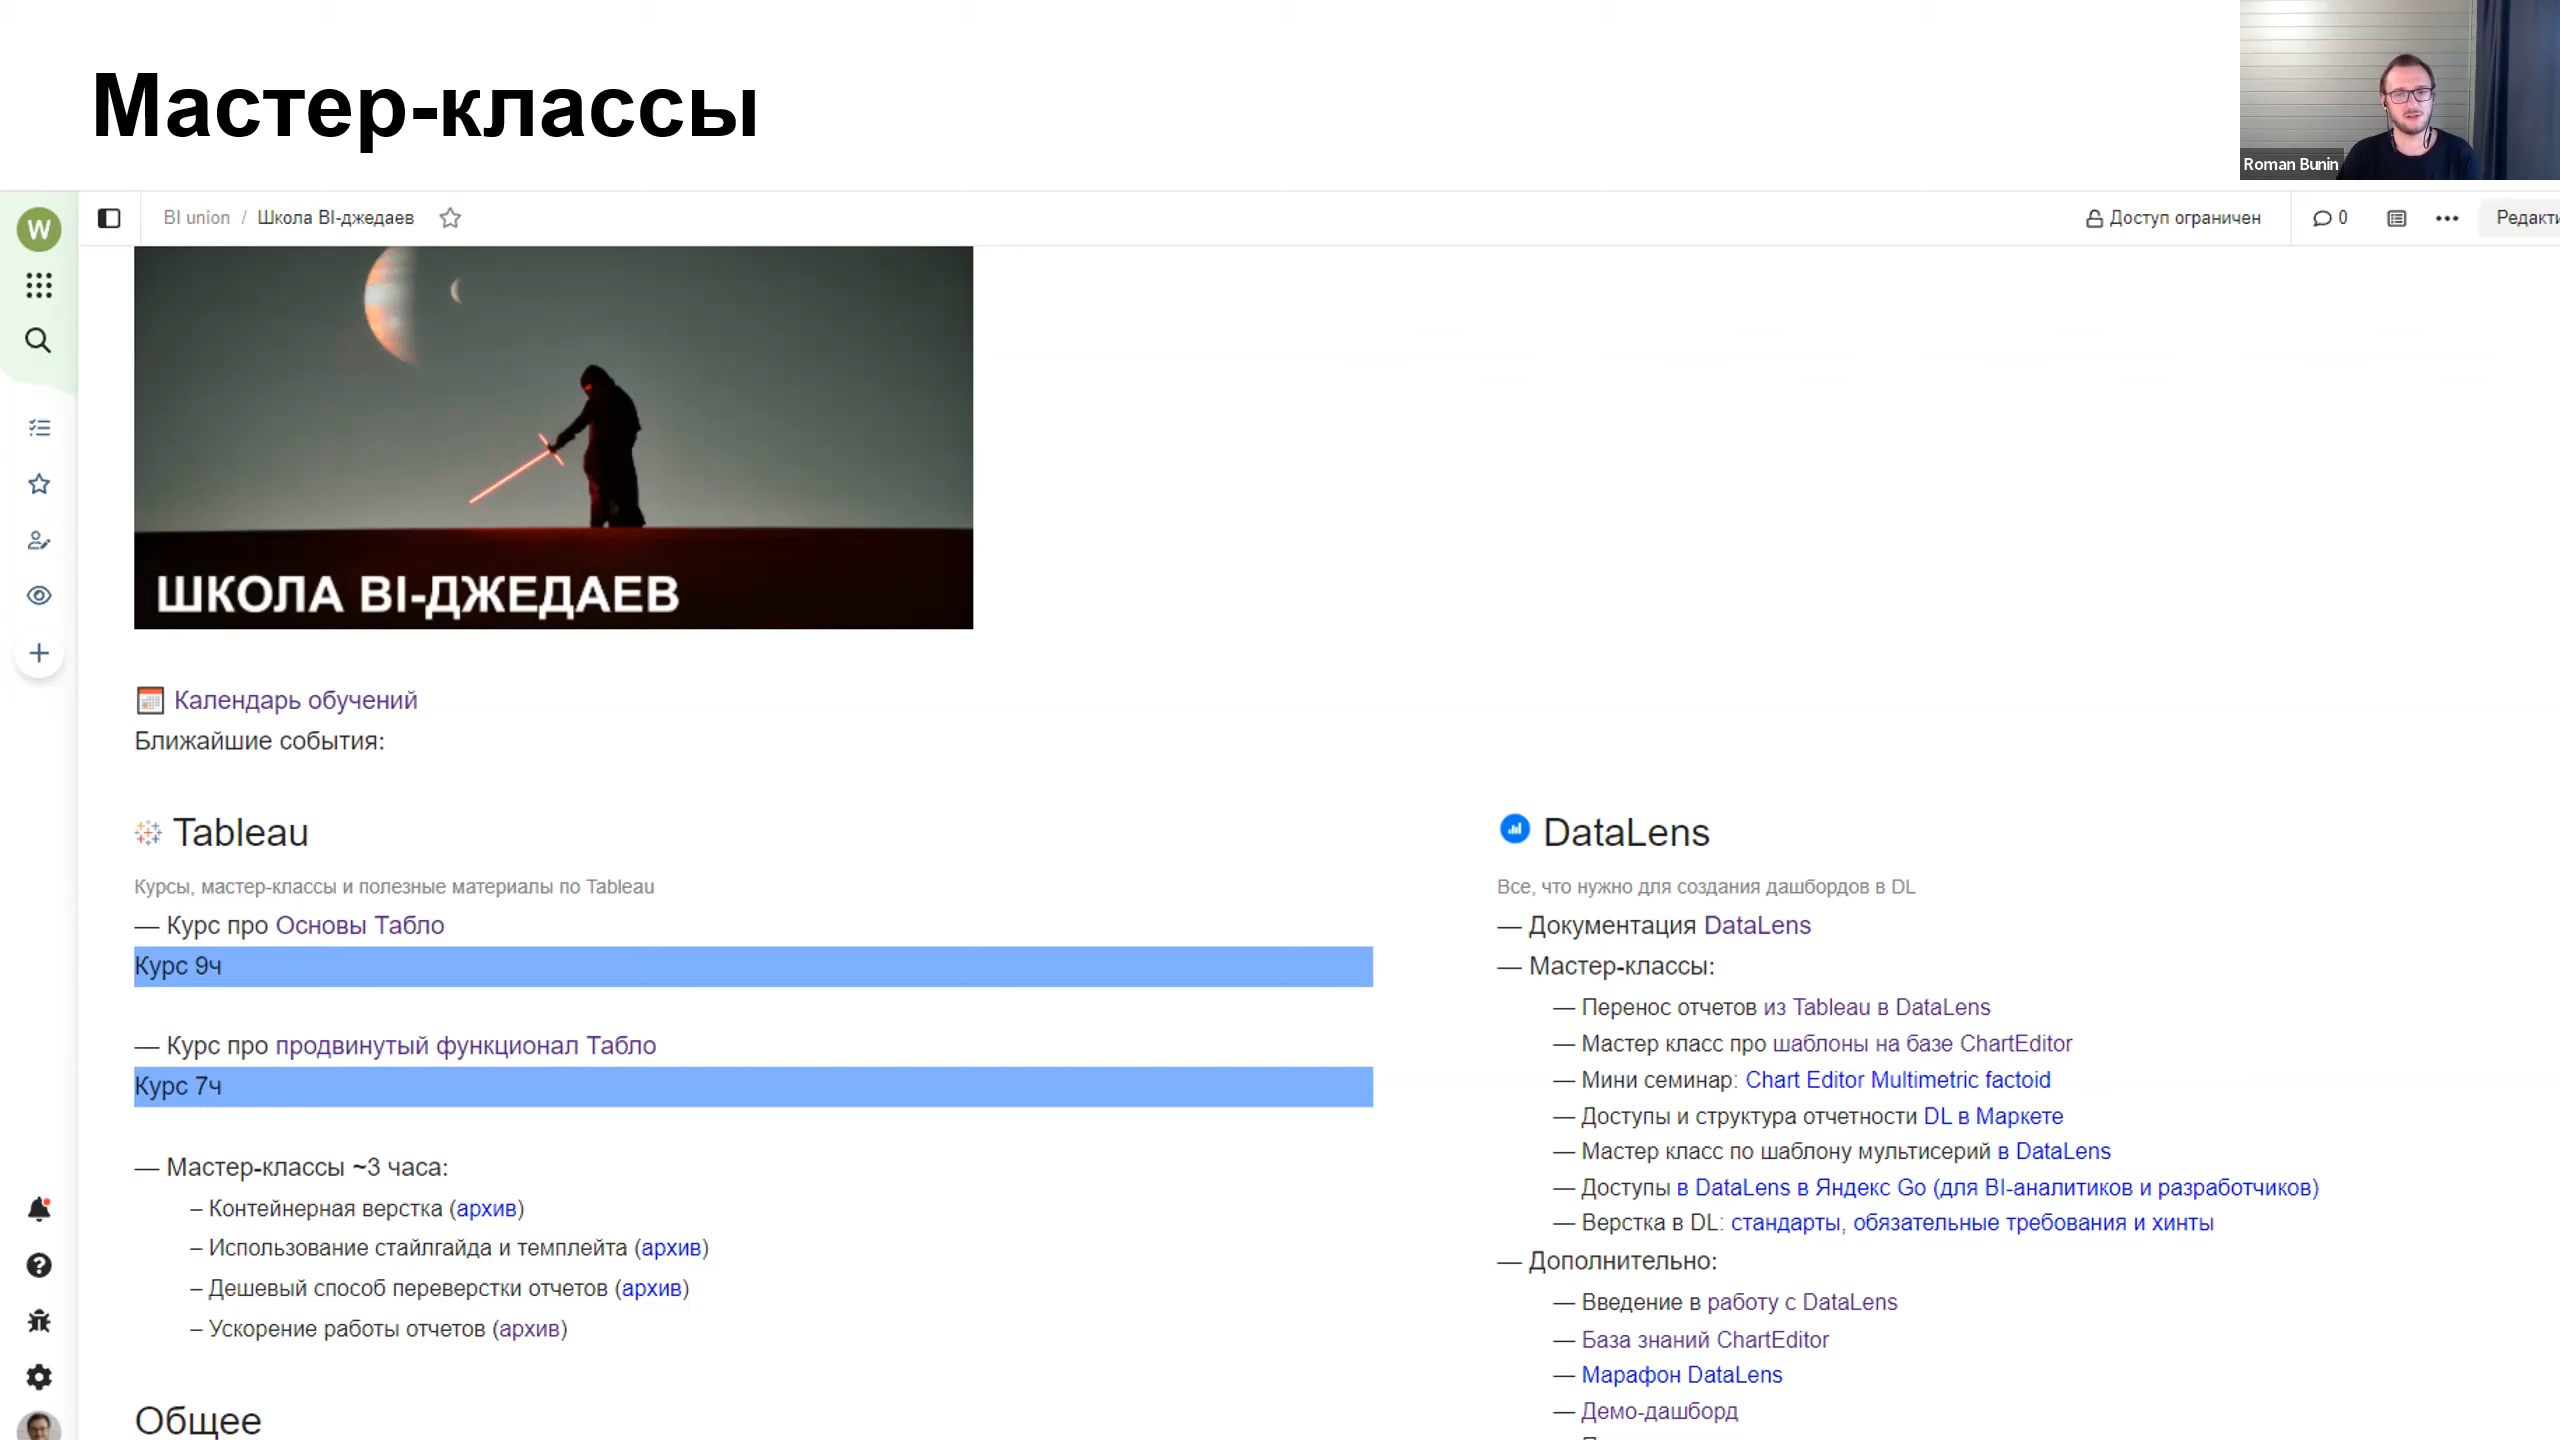 Мастер-классы
Roman Bunin
W
BI union / Школа BI-джедаев
Доступ ограничен
0
ШКОЛА BI-ДЖЕДАЕВ
Календарь обучений
Ближайшие события:
Tableau
Курсы, мастер-классы и полезные материалы по Tableau
— Курс про Основы Табло
Курс 9ч
— Курс про продвинутый функционал Табло
Курс 7ч
— Мастер-классы ~3 часа:
– Контейнерная верстка (архив)
– Использование стайлгайда и темплейта (архив)
– Дешевый способ переверстки отчетов (архив)
– Ускорение работы отчетов (архив)
Общее
DataLens
Все, что нужно для создания дашбордов в DL
— Документация DataLens
— Мастер-классы:
— Перенос отчетов из Tableau в DataLens
— Мастер класс про шаблоны на базе ChartEditor
— Мини семинар: Chart Editor Multimetric factoid
— Доступы и структура отчетности DL в Маркете
— Мастер класс по шаблону мультисерий в DataLens
— Доступы в DataLens в Яндекс Go (для BI-аналитиков и разработчиков)
— Верстка в DL: стандарты, обязательные требования и хинты
— Дополнительно:
— Введение в работу с DataLens
— База знаний ChartEditor
— Марафон DataLens
— Демо-дашборд